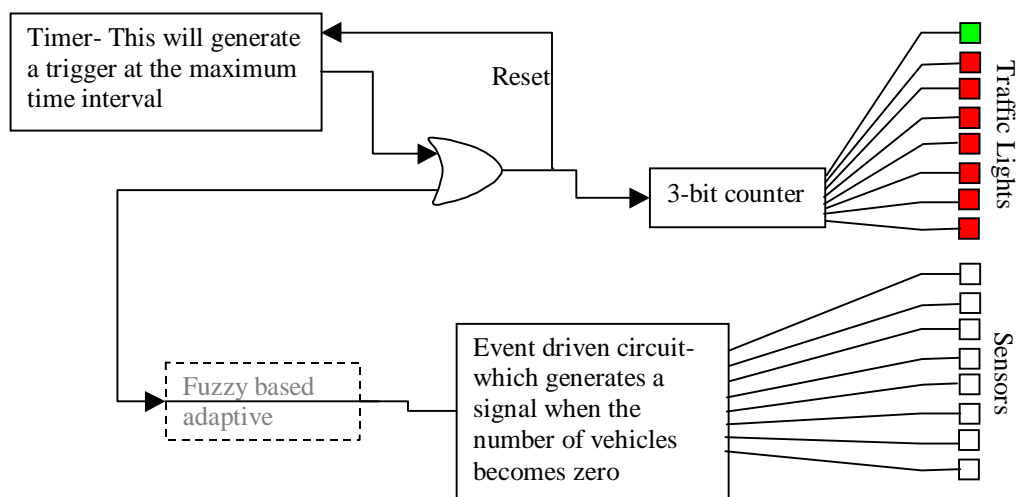 Timer- This will generate
a trigger at the maximum
time interval
Reset
3-bit counter
Traffic Lights
Event driven circuit-
which generates a
signal when the
number of vehicles
becomes zero
Sensors
Fuzzy based
adaptive